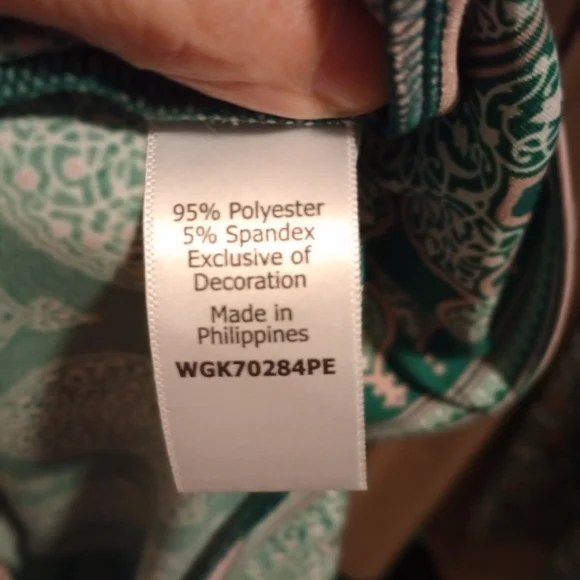 95% Polyester
5% Spandex
Exclusive of
Decoration
Made in
Philippines
WGK70284PE